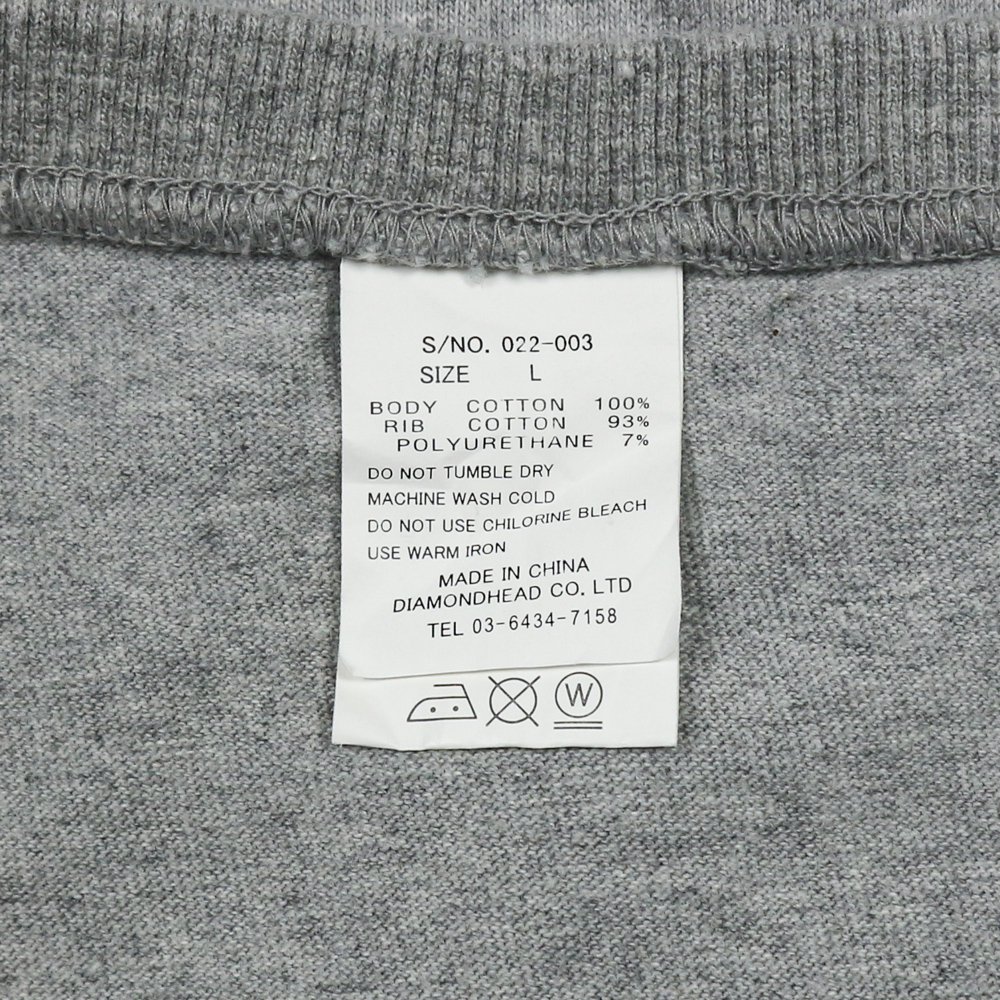 S/NO. 022-003
SIZE L
BODY COTTON 100%
RIB COTTON 93%
POLYURETHANE 7%
DO NOT TUMBLE DRY
MACHINE WASH COLD
DO NOT USE CHILORINE BLEACH
USE WARM IRON
MADE IN CHINA
DIAMONDHEAD CO. LTD
TEL 03-6434-7158
W